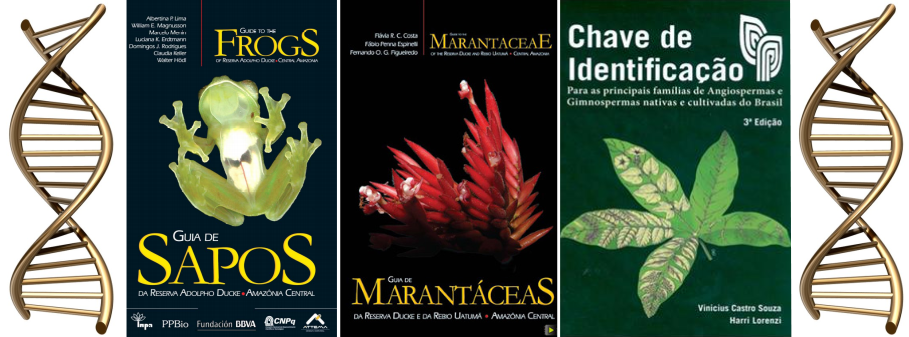 Albertina P. Lima
William E. Magnusson
Marcelo Menin
Luciana K. Erdtmann
Domingos J. Rodrigues
Claudia Keller
Walter Hödl
Guide to the
Frogs
of Reserva Adolpho Ducke • Central Amazonia
Guia de
Sapos
da Reserva Adolpho Ducke • Amazônia Central
Inpa
PPBio
Fundación BBVA
CNPq
ATTEMA
Flávia R. C. Costa
Fábio Penna Espinelli
Fernando O. G. Figueiredo
Guide to the
Marantaceae
of the Reserva Ducke and Rebio Uatumã • Central Amazonia
Guia de
Marantáceas
da Reserva Ducke e da Rebio Uatumã • Amazônia Central
Chave de
Identificação
Para as principais famílias de Angiospermas e
Gimnospermas nativas e cultivadas do Brasil
3ª Edição
Vinicius Castro Souza
Harri Lorenzi